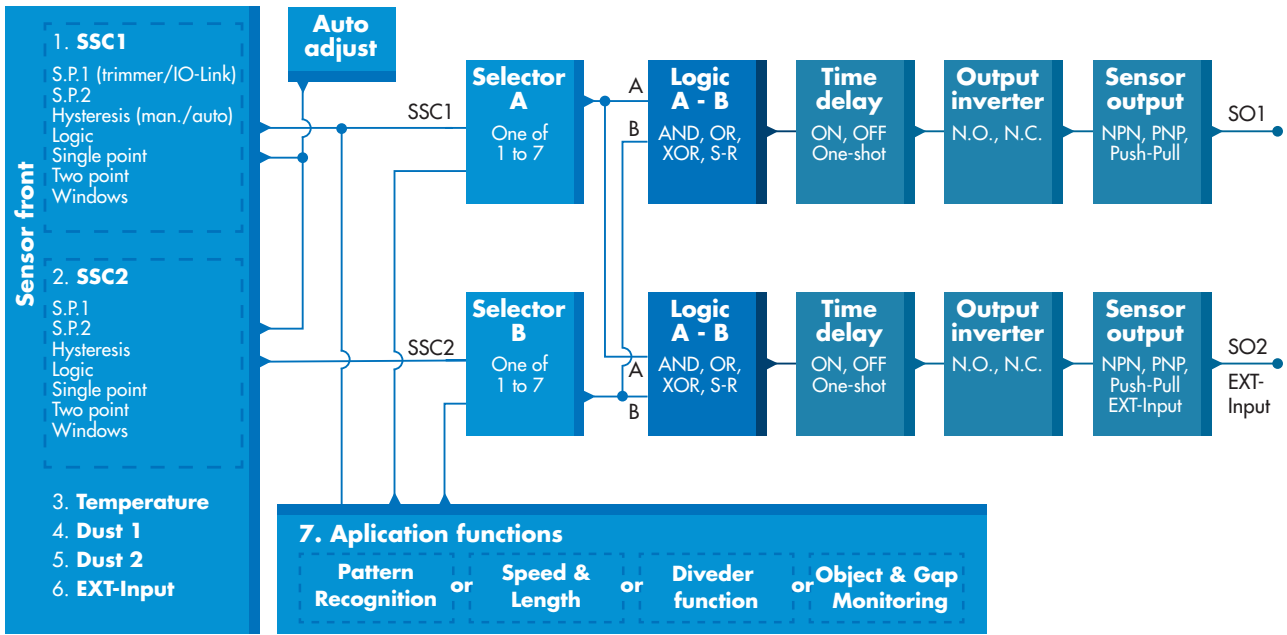 Sensor front
1. SSC1
S.P.1 (trimmer/IO-Link)
S.P.2
Hysteresis (man./auto)
Logic
Single point
Two point
Windows
2. SSC2
S.P.1
S.P.2
Hysteresis
Logic
Single point
Two point
Windows
3. Temperature
4. Dust 1
5. Dust 2
6. EXT-Input
Auto
adjust
SSC1
Selector
A
One of
1 to 7
A
B
Logic
A - B
AND, OR,
XOR, S-R
Time
delay
ON, OFF
One-shot
Output
inverter
N.O., N.C.
Sensor
output
NPN, PNP,
Push-Pull
SO1
SSC2
Selector
B
One of
1 to 7
A
B
Logic
A - B
AND, OR,
XOR, S-R
Time
delay
ON, OFF
One-shot
Output
inverter
N.O., N.C.
Sensor
output
NPN, PNP,
Push-Pull
EXT-Input
SO2
EXT-
Input
7. Aplication functions
Pattern
Recognition
or
Speed &
Length
or
Diveder
function
or
Object & Gap
Monitoring